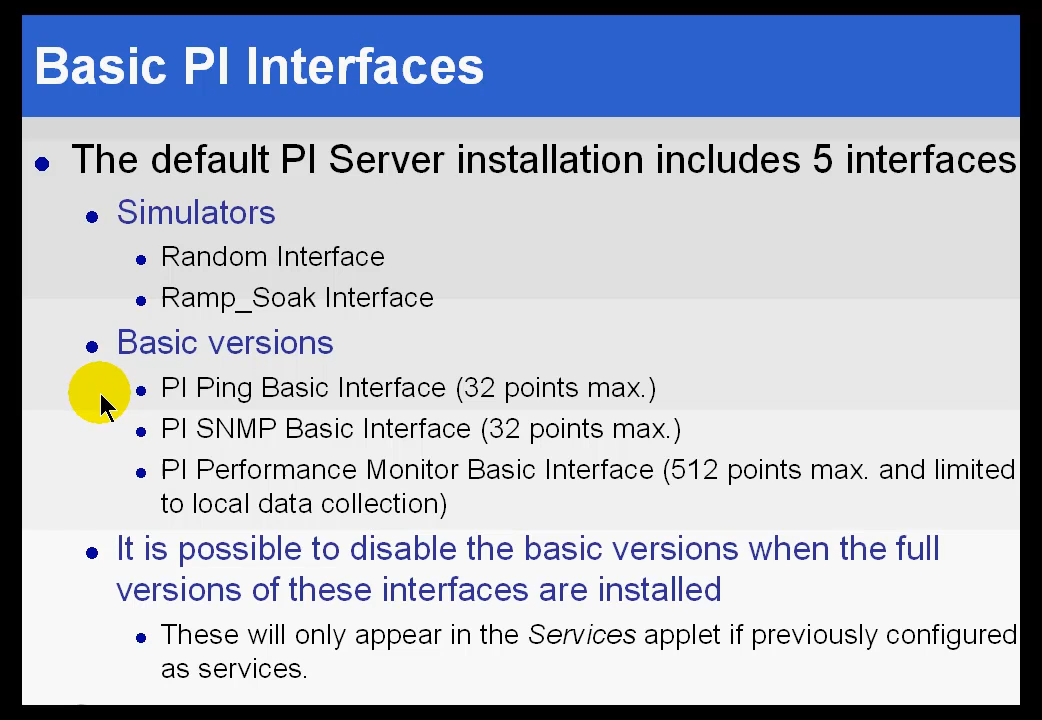 Basic PI Interfaces
The default PI Server installation includes 5 interfaces
Simulators
Random Interface
Ramp_Soak Interface
Basic versions
PI Ping Basic Interface (32 points max.)
PI SNMP Basic Interface (32 points max.)
PI Performance Monitor Basic Interface (512 points max. and limited
to local data collection)
It is possible to disable the basic versions when the full
versions of these interfaces are installed
These will only appear in the Services applet if previously configured
as services.